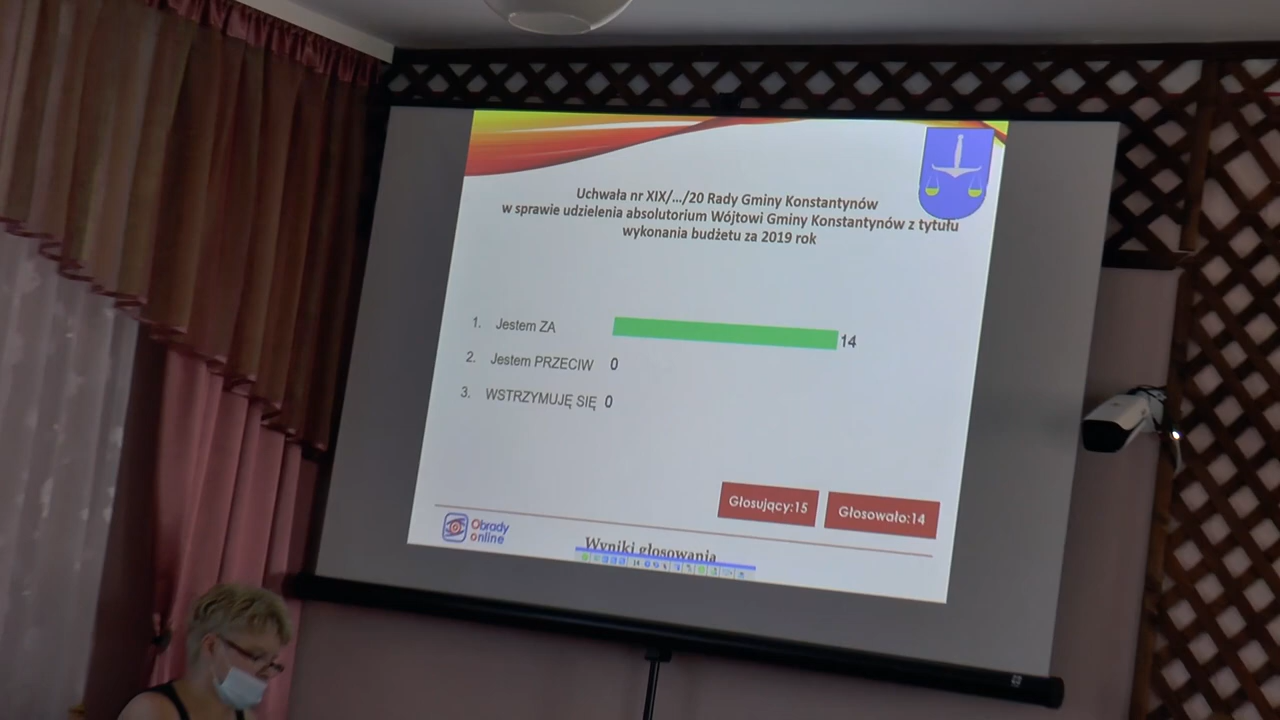 Uchwała nr XIX/.../20 Rady Gminy Konstantynów
w sprawie udzielenia absolutorium Wójtowi Gminy Konstantynów z tytułu
wykonania budżetu za 2019 rok
1. Jestem ZA 14
2. Jestem PRZECIW 0
3. WSTRZYMUJĘ SIĘ 0
Głosujący:15 Głosowało:14
Obrady
online
Wyniki głosowania